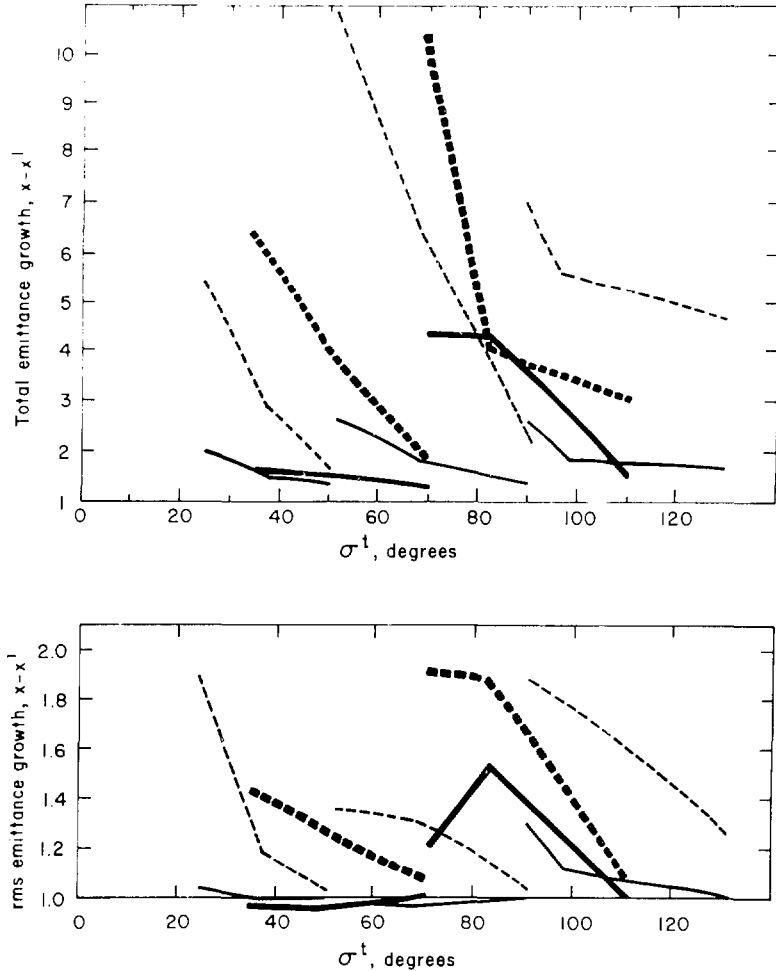 10
9
8
7
6
5
4
3
2
1
Total emittance growth, x-x'
0 20 40 60 80 100 120
σᵗ, degrees
2.0
1.8
1.6
1.4
1.2
1.0
rms emittance growth, x-x'
0 20 40 60 80 100 120
σᵗ, degrees